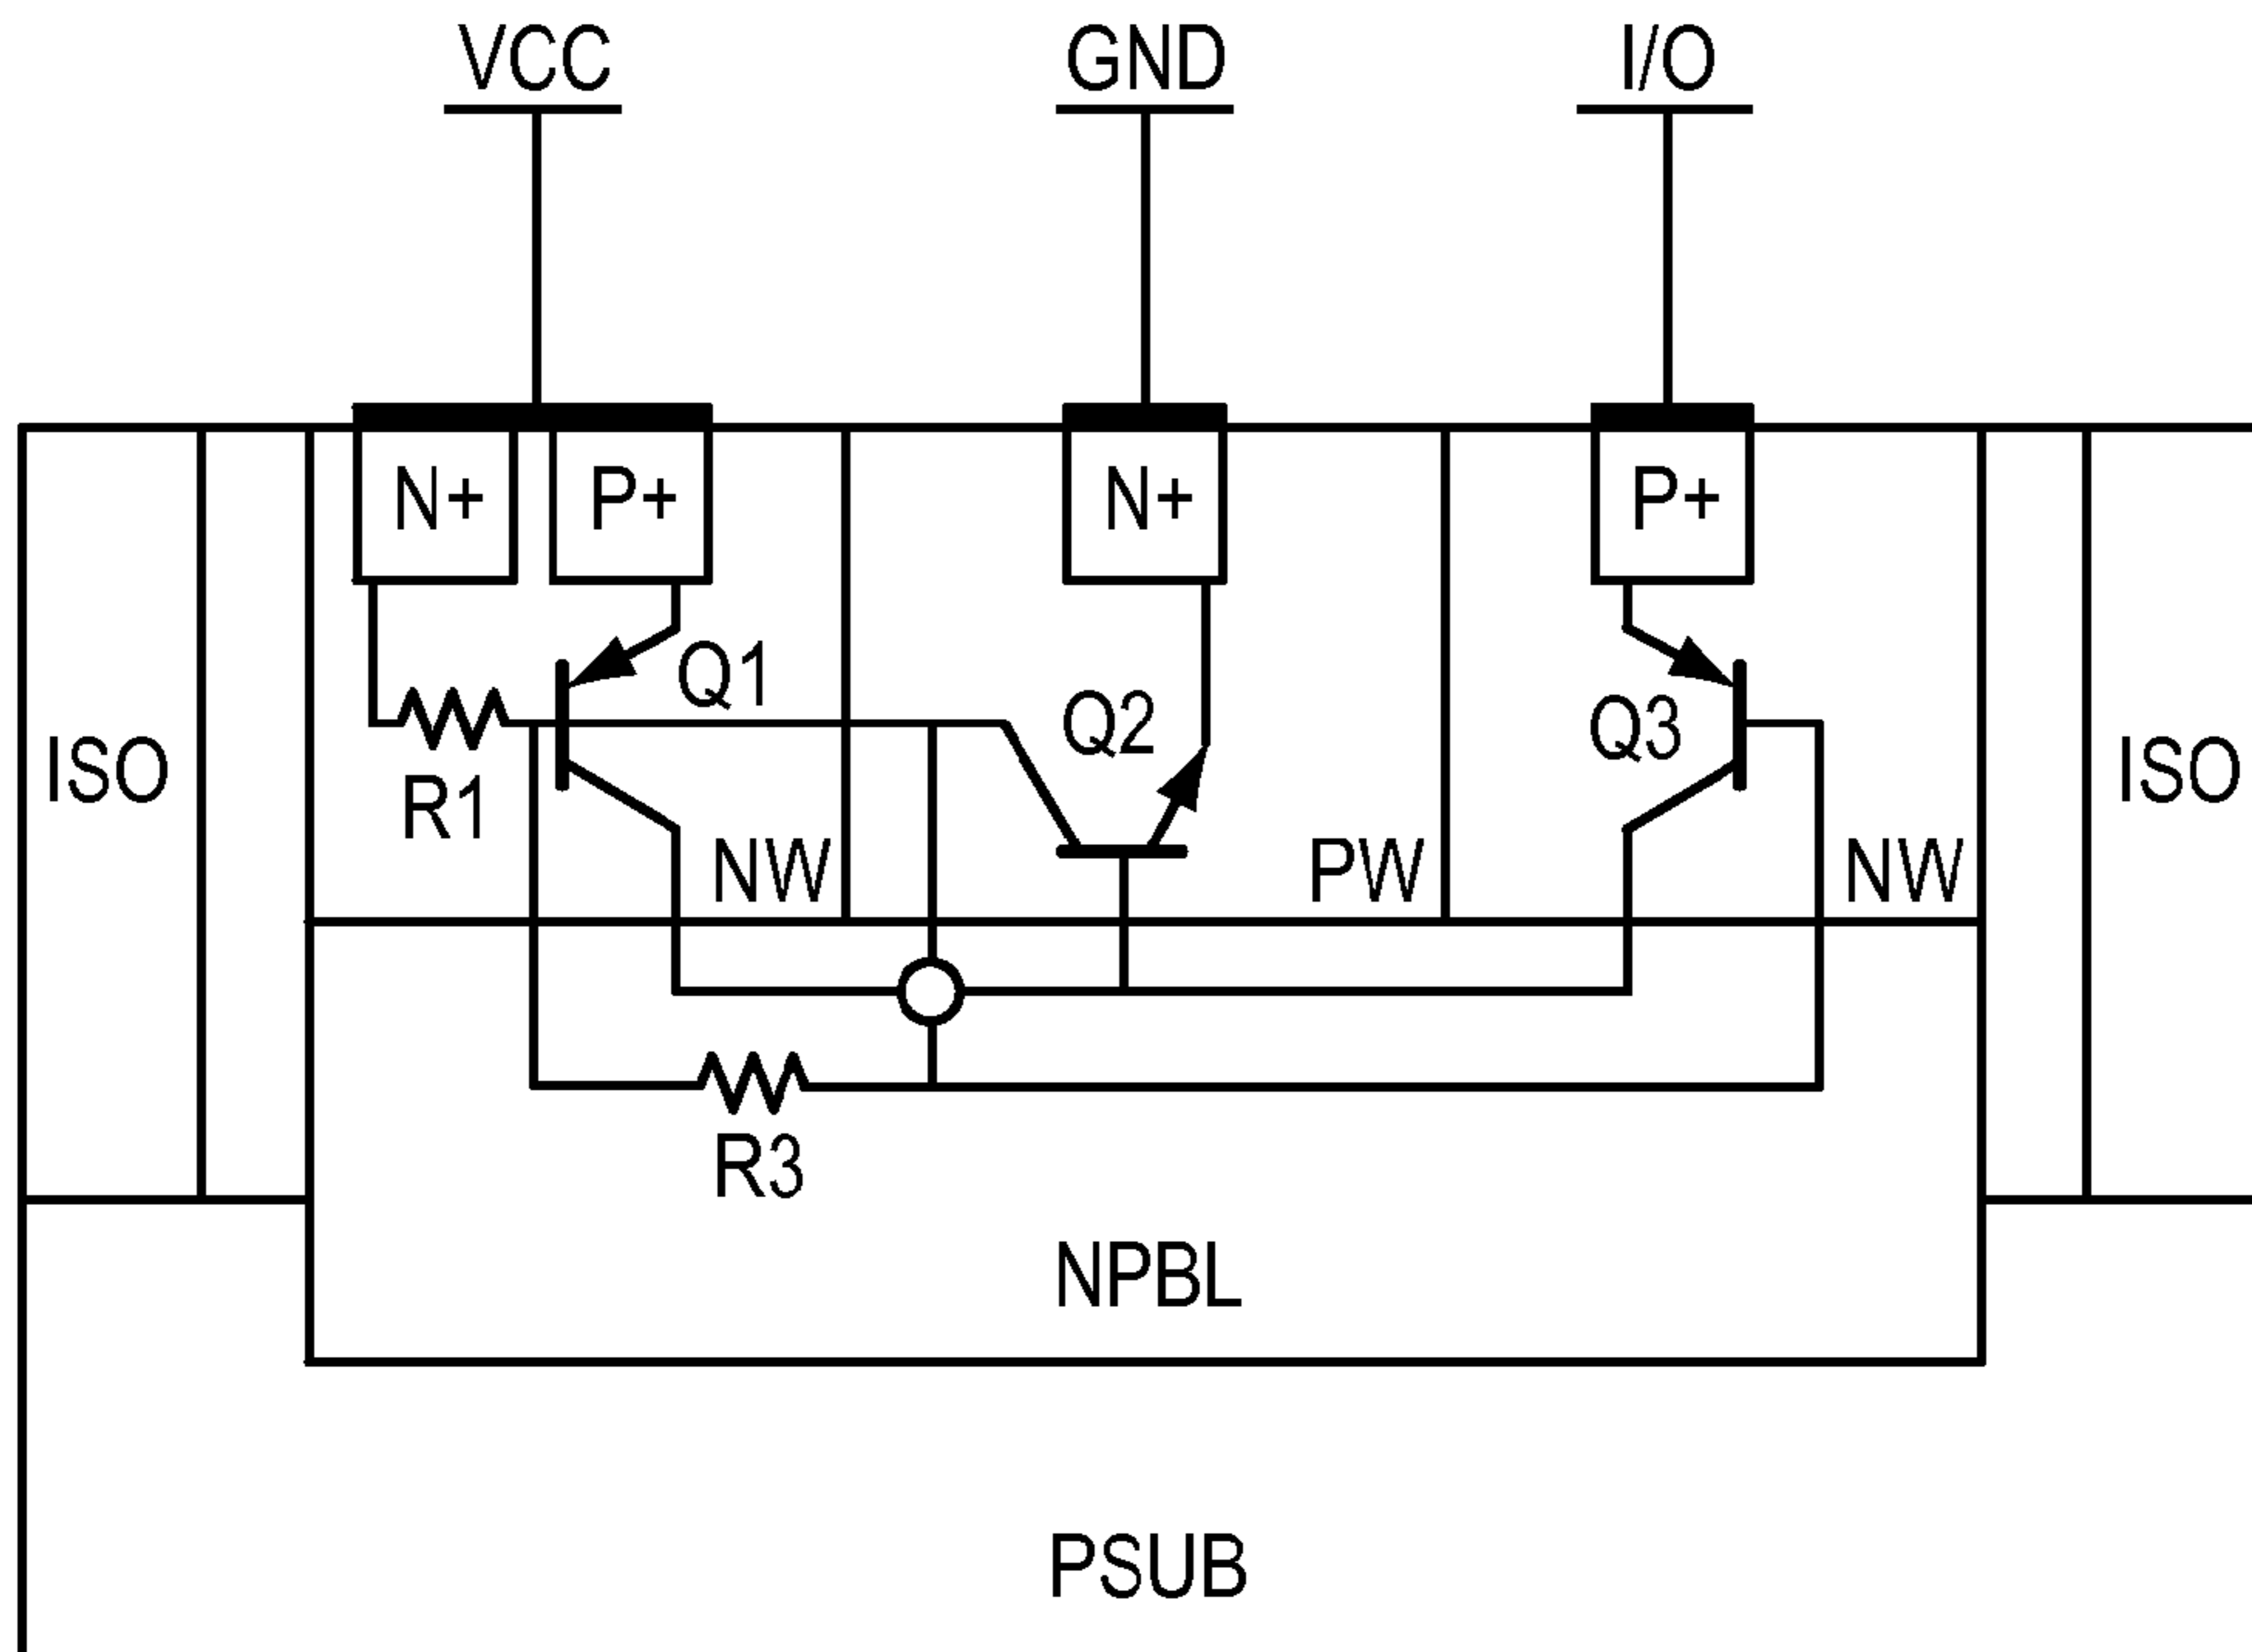 VCC GND I/O
N+ P+ N+ P+
Q1 Q2 Q3
ISO R1 ISO
NW PW NW
R3
NPBL
PSUB